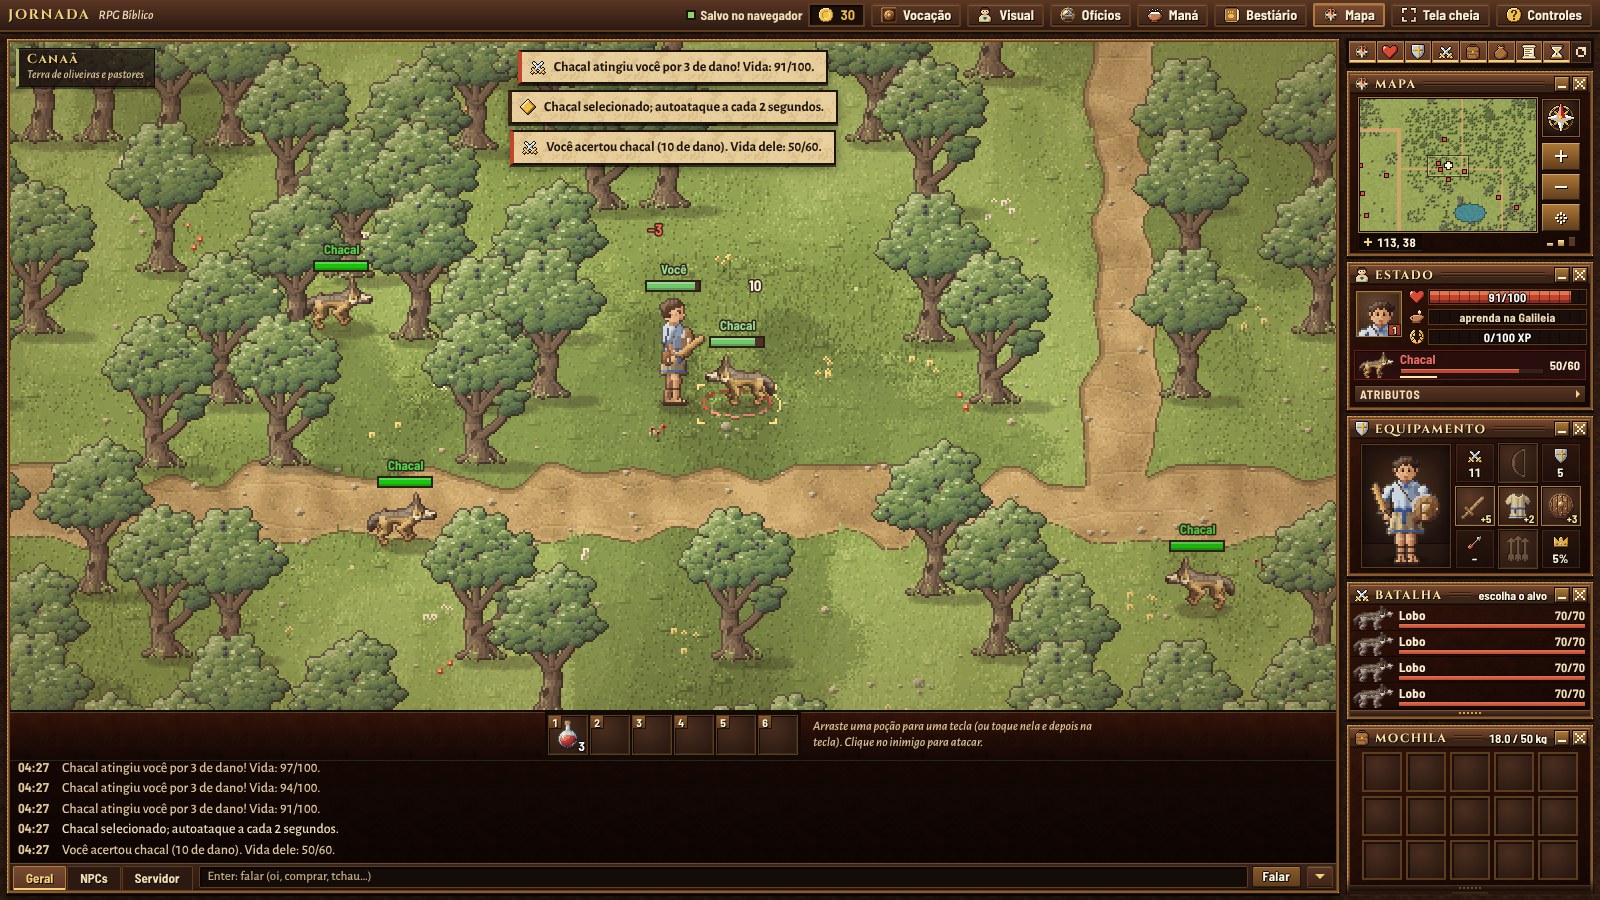 JORNADA RPG Bíblico
Salvo no navegador
30
Vocação
Visual
Ofícios
Maná
Bestiário
Mapa
Tela cheia
Controles
CANAÃ
Terra de oliveiras e pastores
Chacal atingiu você por 3 de dano! Vida: 91/100.
Chacal selecionado; autoataque a cada 2 segundos.
Você acertou chacal (10 de dano). Vida dele: 50/60.
-3
Chacal
Você
10
Chacal
Chacal
Chacal
MAPA
113, 38
ESTADO
91/100
aprenda na Galileia
1
0/100 XP
Chacal
50/60
ATRIBUTOS
EQUIPAMENTO
11
5
+5
+2
+3
-
5%
BATALHA escolha o alvo
Lobo 70/70
Lobo 70/70
Lobo 70/70
Lobo 70/70
MOCHILA 18.0 / 50 kg
1 2 3 4 5 6
3
Arraste uma poção para uma tecla (ou toque nela e depois na
tecla). Clique no inimigo para atacar.
04:27 Chacal atingiu você por 3 de dano! Vida: 97/100.
04:27 Chacal atingiu você por 3 de dano! Vida: 94/100.
04:27 Chacal atingiu você por 3 de dano! Vida: 91/100.
04:27 Chacal selecionado; autoataque a cada 2 segundos.
04:27 Você acertou chacal (10 de dano). Vida dele: 50/60.
Geral NPCs Servidor
Enter: falar (oi, comprar, tchau...)
Falar